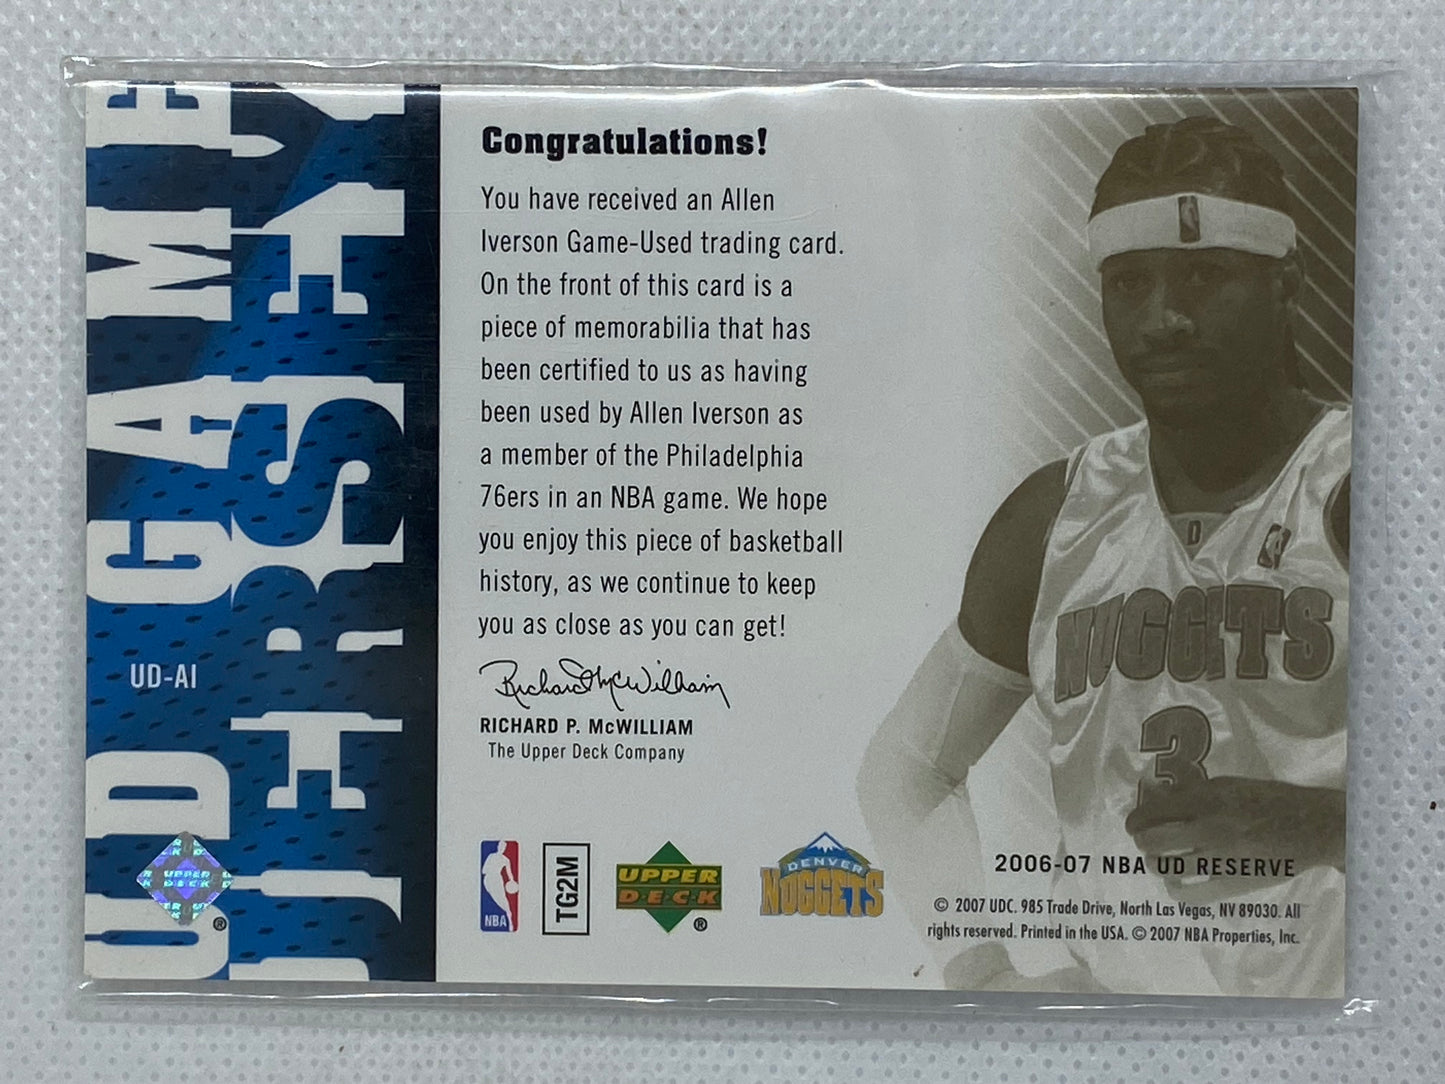 UD GAME
JERSEY
UD-AI
UPPER
DECK
®
Congratulations!
You have received an Allen
Iverson Game-Used trading card.
On the front of this card is a
piece of memorabilia that has
been certified to us as having
been used by Allen Iverson as
a member of the Philadelphia
76ers in an NBA game. We hope
you enjoy this piece of basketball
history, as we continue to keep
you as close as you can get!
Richard McWilliam
RICHARD P. McWILLIAM
The Upper Deck Company
NBA
TG2M
UPPER
D·E·C·K
®
DENVER
NUGGETS
NUGGETS
3
2006-07 NBA UD RESERVE
© 2007 UDC. 985 Trade Drive, North Las Vegas, NV 89030. All
rights reserved. Printed in the USA. © 2007 NBA Properties, Inc.